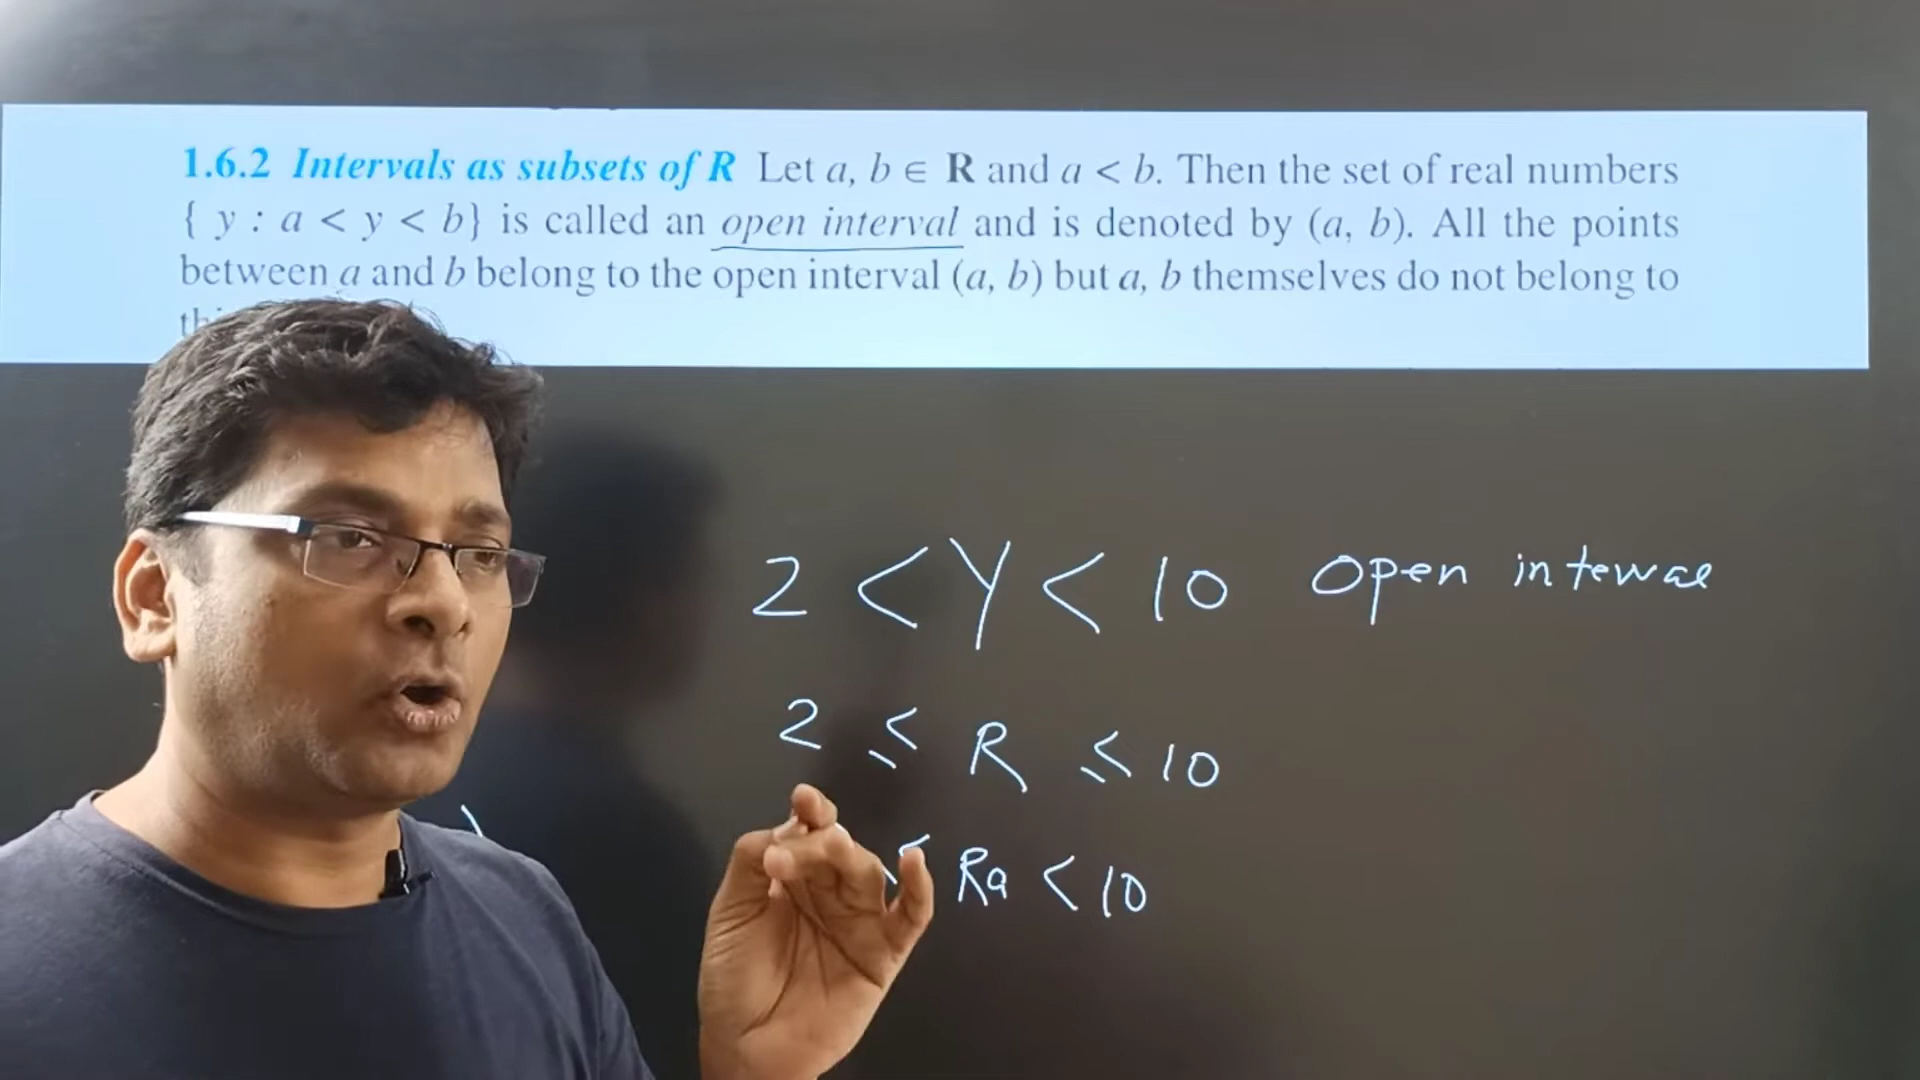 1.6.2 Intervals as subsets of R Let a, b ∈ R and a < b. Then the set of real numbers
{ y : a < y < b} is called an open interval and is denoted by (a, b). All the points
between a and b belong to the open interval (a, b) but a, b themselves do not belong to
2 < Y < 10 Open interval
2 ≤ R ≤ 10
≤ Ra < 10